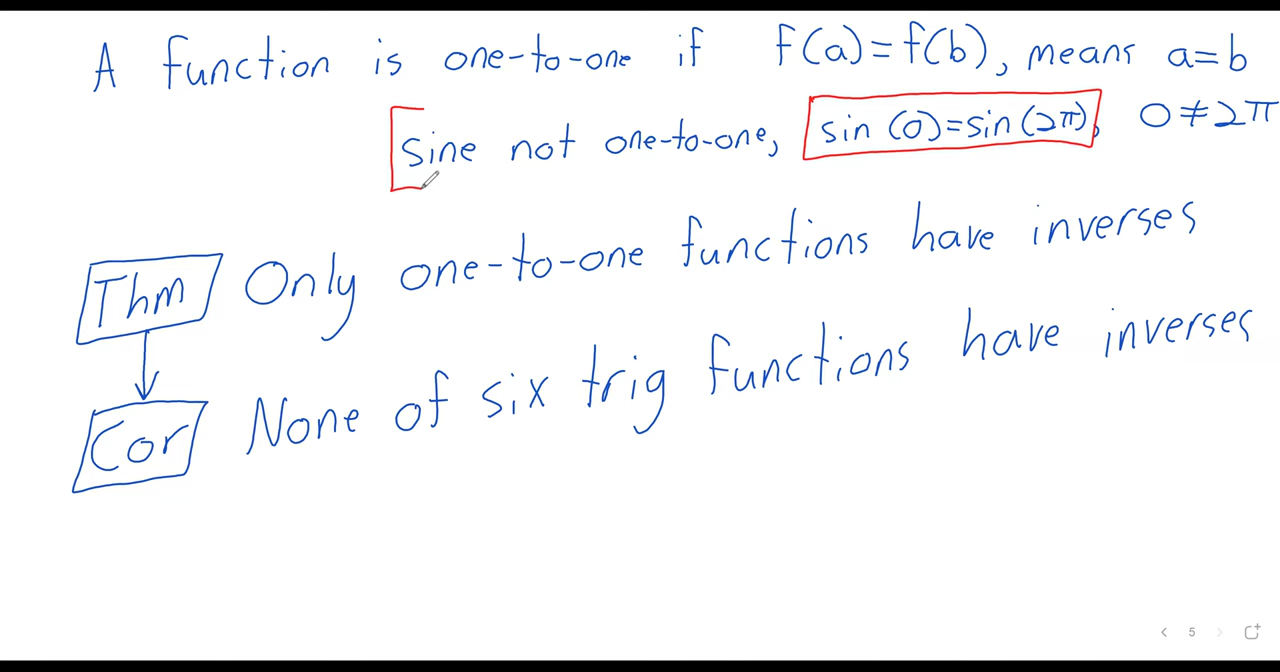 A function is one-to-one if f(a)=f(b), means a=b
sine not one-to-one, sin(0)=sin(2π), 0≠2π
Thm Only one-to-one functions have inverses
Cor None of six trig functions have inverses
5